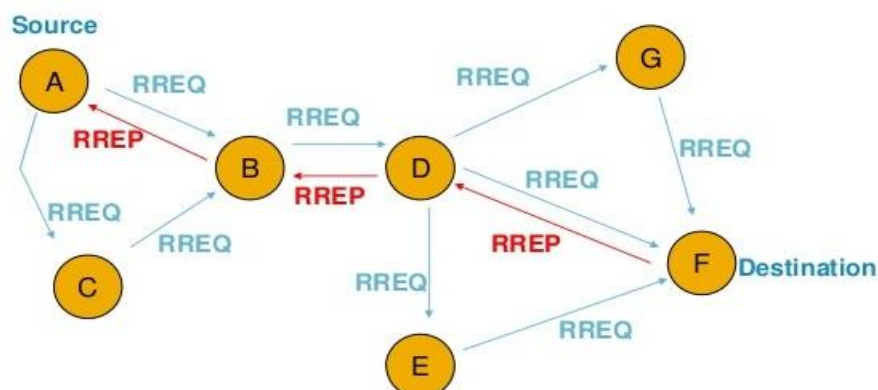 Source
A
RREQ
RREP
RREQ
C
RREQ
B
RREQ
RREP
D
RREQ
G
RREQ
RREQ
RREP
F
Destination
RREQ
E
RREQ